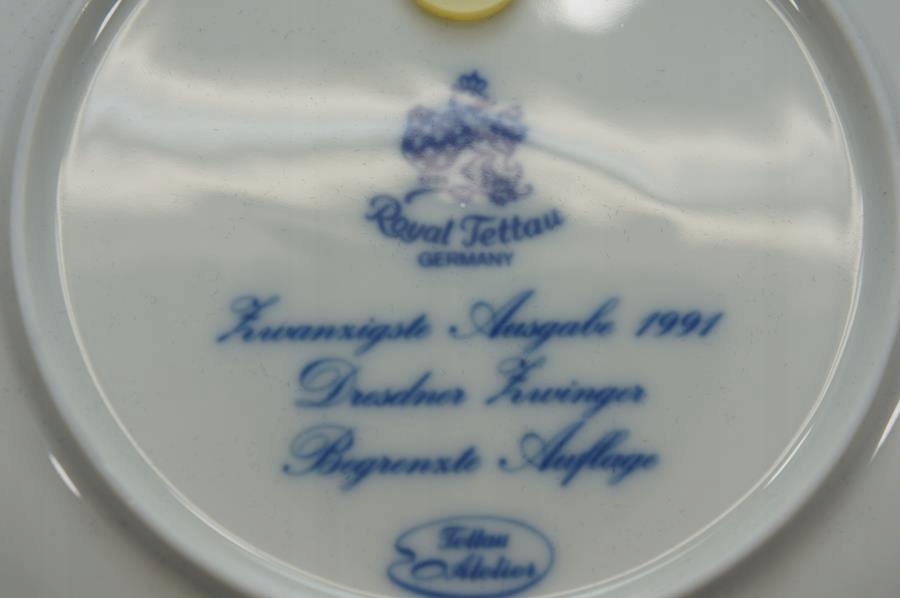 Royal Tettau
GERMANY
Zwanzigste Ausgabe 1991
Dresdner Zwinger
Begrenzte Auflage
Tettau
Atelier